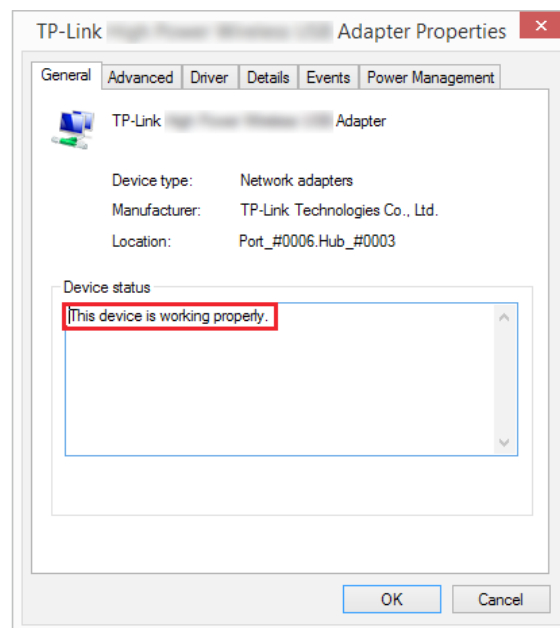 TP-Link Adapter Properties
General Advanced Driver Details Events Power Management
TP-Link Adapter
Device type: Network adapters
Manufacturer: TP-Link Technologies Co., Ltd.
Location: Port_#0006.Hub_#0003
Device status
This device is working properly.
OK Cancel